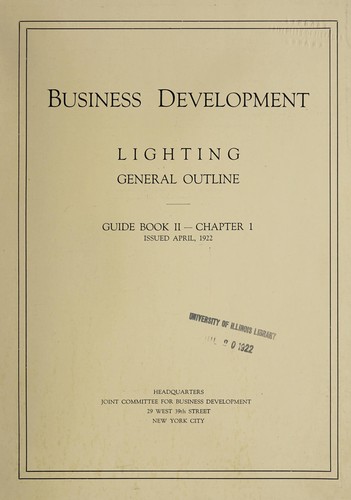 BUSINESS DEVELOPMENT
LIGHTING
GENERAL OUTLINE
GUIDE BOOK II — CHAPTER I
ISSUED APRIL, 1922
UNIVERSITY OF ILLINOIS LIBRARY
20 1922
HEADQUARTERS
JOINT COMMITTEE FOR BUSINESS DEVELOPMENT
29 WEST 39th STREET
NEW YORK CITY